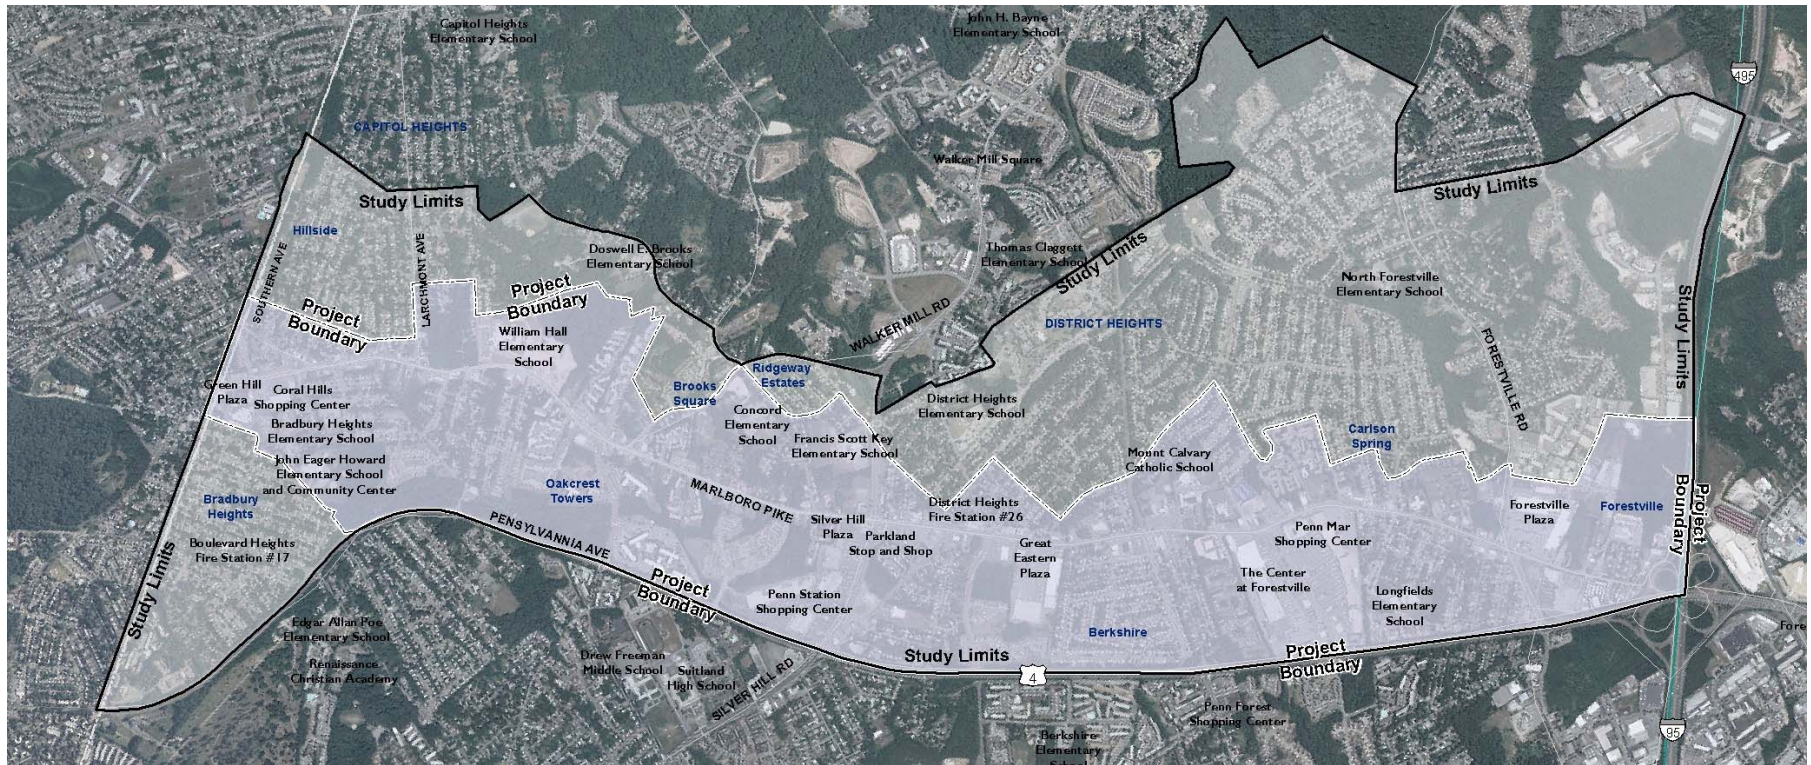 Capitol Heights
Elementary School
John H. Bayne
Elementary School
495
CAPITOL HEIGHTS
Walker Mill Square
Study Limits
Study Limits
Hillside
SOUTHERN AVE
LARCHMONT AVE
Doswell E. Brooks
Elementary School
Thomas Claggett
Elementary School
Study Limits
North Forestville
Elementary School
Study Limits
Project
Boundary
Project
Boundary
William Hall
Elementary
School
WALKER MILL RD
DISTRICT HEIGHTS
FORESTVILLE RD
Green Hill
Plaza
Coral Hills
Shopping Center
Brooks
Square
Ridgeway
Estates
District Heights
Elementary School
Bradbury Heights
Elementary School
Concord
Elementary
School
Francis Scott Key
Elementary School
Carlson
Spring
John Eager Howard
Elementary School
and Community Center
Mount Calvary
Catholic School
Bradbury
Heights
Oakcrest
Towers
MARLBORO PIKE
District Heights
Fire Station #26
Forestville
Plaza
Forestville
Project
Boundary
PENSYLVANNIA AVE
Silver Hill
Plaza
Parkland
Stop and Shop
Penn Mar
Shopping Center
Boulevard Heights
Fire Station #17
Great
Eastern
Plaza
The Center
at Forestville
Study Limits
Project
Boundary
Penn Station
Shopping Center
Longfields
Elementary
School
Edgar Allan Poe
Elementary School
Berkshire
Fore
Drew Freeman
Middle School
Suitland
High School
Study Limits
Project
Boundary
Renaissance
Christian Academy
SILVER HILL RD
4
Penn Forest
Shopping Center
95
Berkshire
Elementary
School